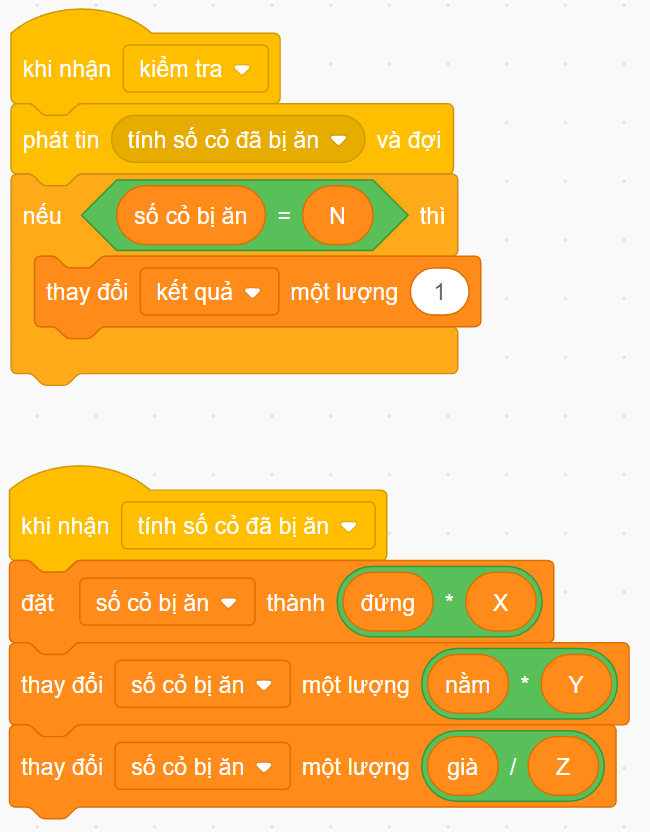 khi nhận kiểm tra
phát tin tính số cỏ đã bị ăn và đợi
nếu số cỏ bị ăn = N thì
thay đổi kết quả một lượng 1
khi nhận tính số cỏ đã bị ăn
đặt số cỏ bị ăn thành đứng * X
thay đổi số cỏ bị ăn một lượng nằm * Y
thay đổi số cỏ bị ăn một lượng già / Z